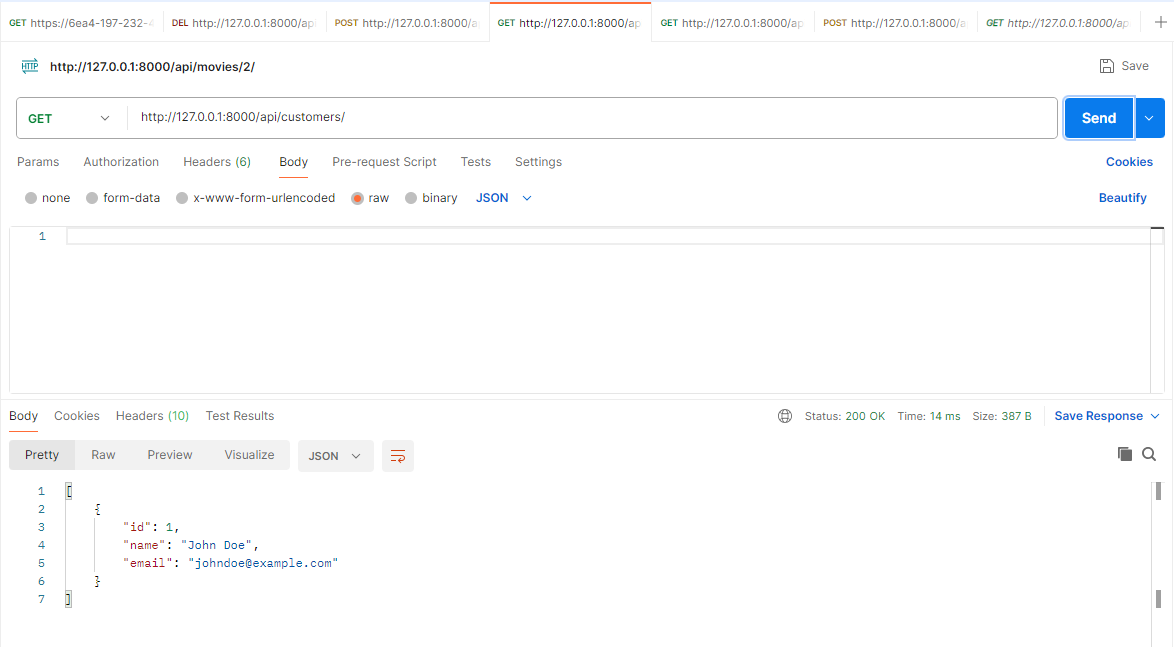 GET https://6ea4-197-232-4 DEL http://127.0.0.1:8000/api POST http://127.0.0.1:8000/a GET http://127.0.0.1:8000/ap GET http://127.0.0.1:8000/ap POST http://127.0.0.1:8000/a GET http://127.0.0.1:8000/ap +
HTTP http://127.0.0.1:8000/api/movies/2/ Save
GET http://127.0.0.1:8000/api/customers/ Send
Params Authorization Headers (6) Body Pre-request Script Tests Settings Cookies
none form-data x-www-form-urlencoded raw binary JSON Beautify
1
Body Cookies Headers (10) Test Results Status: 200 OK Time: 14 ms Size: 387 B Save Response
Pretty Raw Preview Visualize JSON
1 [
2 {
3 "id": 1,
4 "name": "John Doe",
5 "email": "johndoe@example.com"
6 }
7 ]